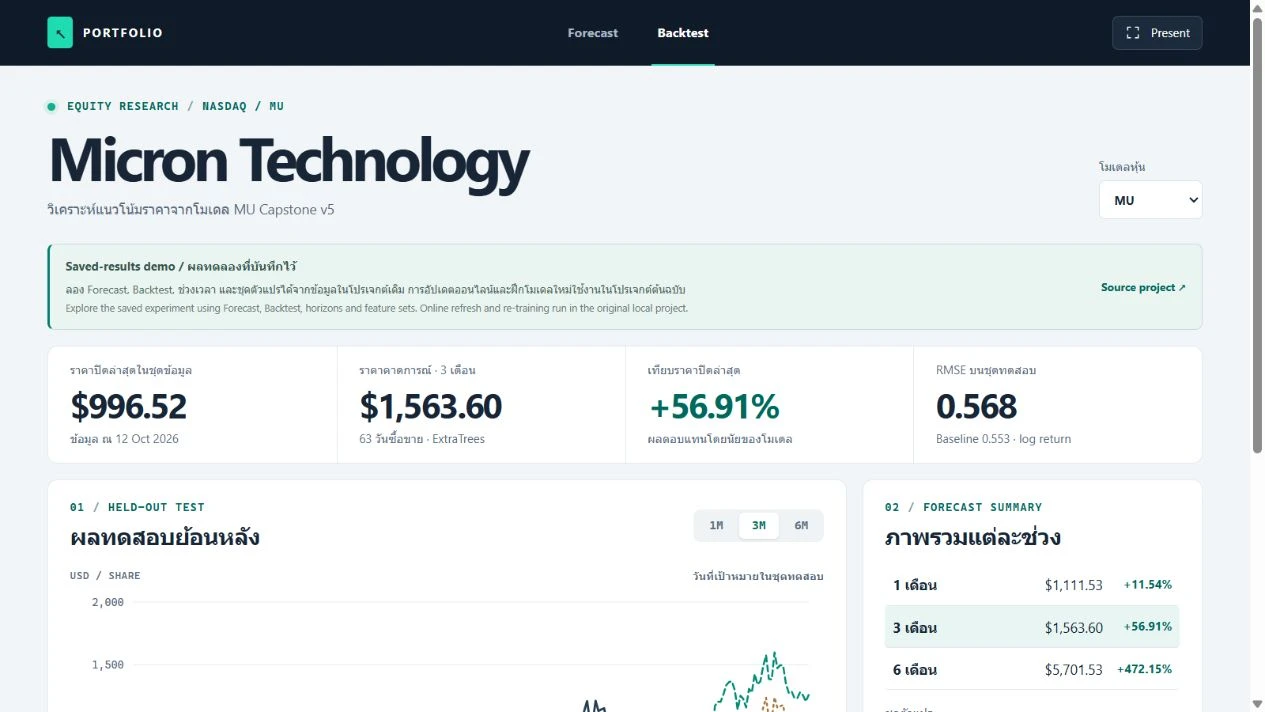 PORTFOLIO
Forecast
Backtest
Present
EQUITY RESEARCH / NASDAQ / MU
Micron Technology
วิเคราะห์แนวโน้มราคาจากโมเดล MU Capstone v5
โมเดลหุ้น
MU
Saved-results demo / ผลทดลองที่บันทึกไว้
ลอง Forecast, Backtest, ช่วงเวลา และชุดตัวแปรได้จากข้อมูลในโปรเจกต์เดิม การอัปเดตออนไลน์และฝึกโมเดลใหม่ใช้งานในโปรเจกต์ต้นฉบับ
Explore the saved experiment using Forecast, Backtest, horizons and feature sets. Online refresh and re-training run in the original local project.
Source project ↗
ราคาปิดล่าสุดในชุดข้อมูล
$996.52
ข้อมูล ณ 12 Oct 2026
ราคาคาดการณ์ · 3 เดือน
$1,563.60
63 วันซื้อขาย · ExtraTrees
เทียบราคาปิดล่าสุด
+56.91%
ผลตอบแทนโดยนัยของโมเดล
RMSE บนชุดทดสอบ
0.568
Baseline 0.553 · log return
01 / HELD-OUT TEST
ผลทดสอบย้อนหลัง
1M 3M 6M
USD / SHARE
วันที่เป้าหมายในชุดทดสอบ
2,000
1,500
02 / FORECAST SUMMARY
ภาพรวมแต่ละช่วง
1 เดือน $1,111.53 +11.54%
3 เดือน $1,563.60 +56.91%
6 เดือน $5,701.53 +472.15%